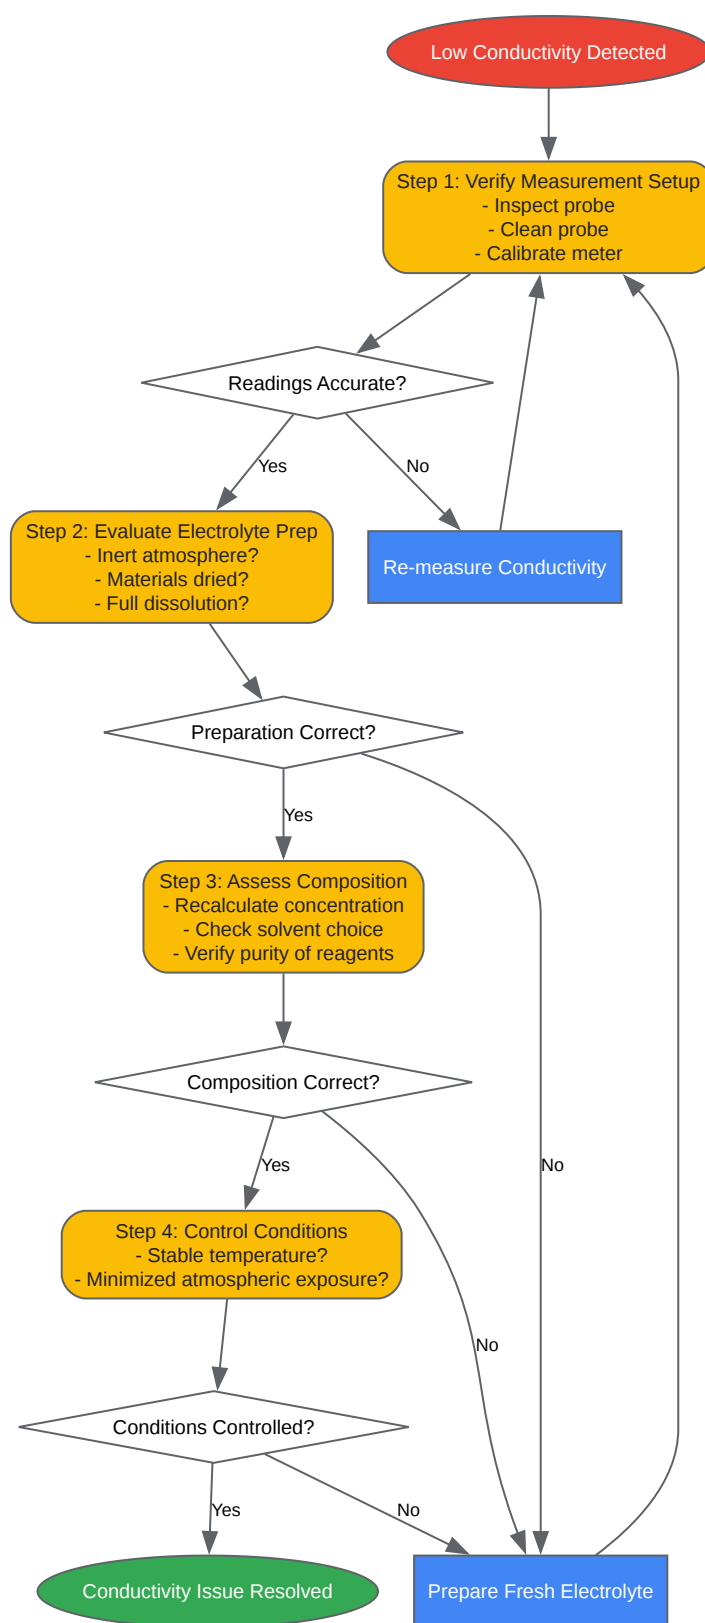 Low Conductivity Detected
Step 1: Verify Measurement Setup
- Inspect probe
- Clean probe
- Calibrate meter
Readings Accurate?
Yes
No
Step 2: Evaluate Electrolyte Prep
- Inert atmosphere?
- Materials dried?
- Full dissolution?
Re-measure Conductivity
Preparation Correct?
Yes
Step 3: Assess Composition
- Recalculate concentration
- Check solvent choice
- Verify purity of reagents
Composition Correct?
Yes
No
Step 4: Control Conditions
- Stable temperature?
- Minimized atmospheric exposure?
No
Conditions Controlled?
Yes
No
Conductivity Issue Resolved
Prepare Fresh Electrolyte